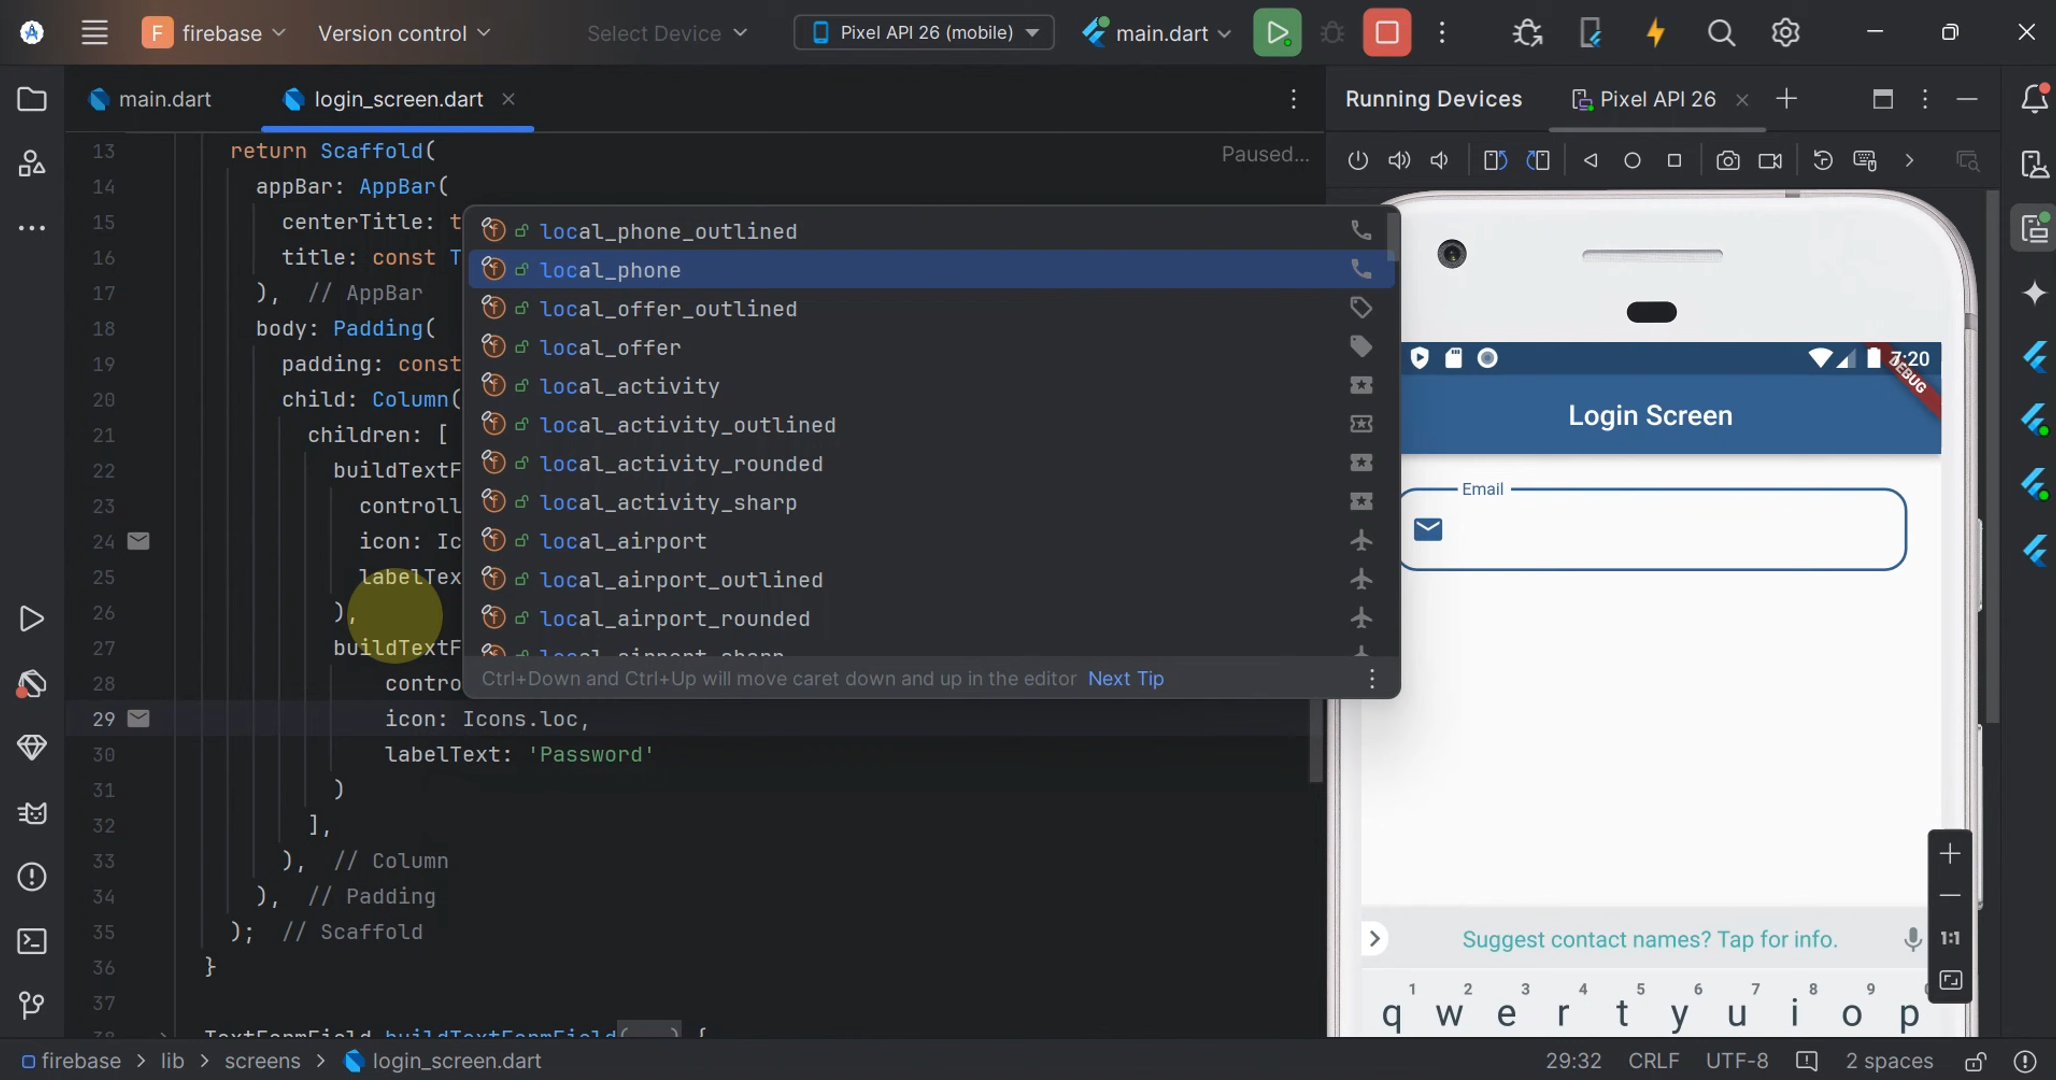 F firebase Version control Select Device Pixel API 26 (mobile) main.dart
main.dart login_screen.dart Running Devices Pixel API 26
13 return Scaffold( Paused...
14 appBar: AppBar(
15 centerTitle: t
16 title: const T
17 ), // AppBar
18 body: Padding(
19 padding: const
20 child: Column(
21 children: [
22 buildTextF
23 controll
24 icon: Ic
25 labelTex
26 ),
27 buildTextF
28 contro
29 icon: Icons.loc,
30 labelText: 'Password'
31 )
32 ],
33 ), // Column
34 ), // Padding
35 ); // Scaffold
36 }
37
38 TextFormField buildTextFormField(...) {
local_phone_outlined
local_phone
local_offer_outlined
local_offer
local_activity
local_activity_outlined
local_activity_rounded
local_activity_sharp
local_airport
local_airport_outlined
local_airport_rounded
local_airport_sharp
Ctrl+Down and Ctrl+Up will move caret down and up in the editor Next Tip
7:20
DEBUG
Login Screen
Email
Suggest contact names? Tap for info.
1:1
1 2 3 4 5 6 7 8 9
q w e r t y u i o p
firebase > lib > screens > login_screen.dart 29:32 CRLF UTF-8 2 spaces